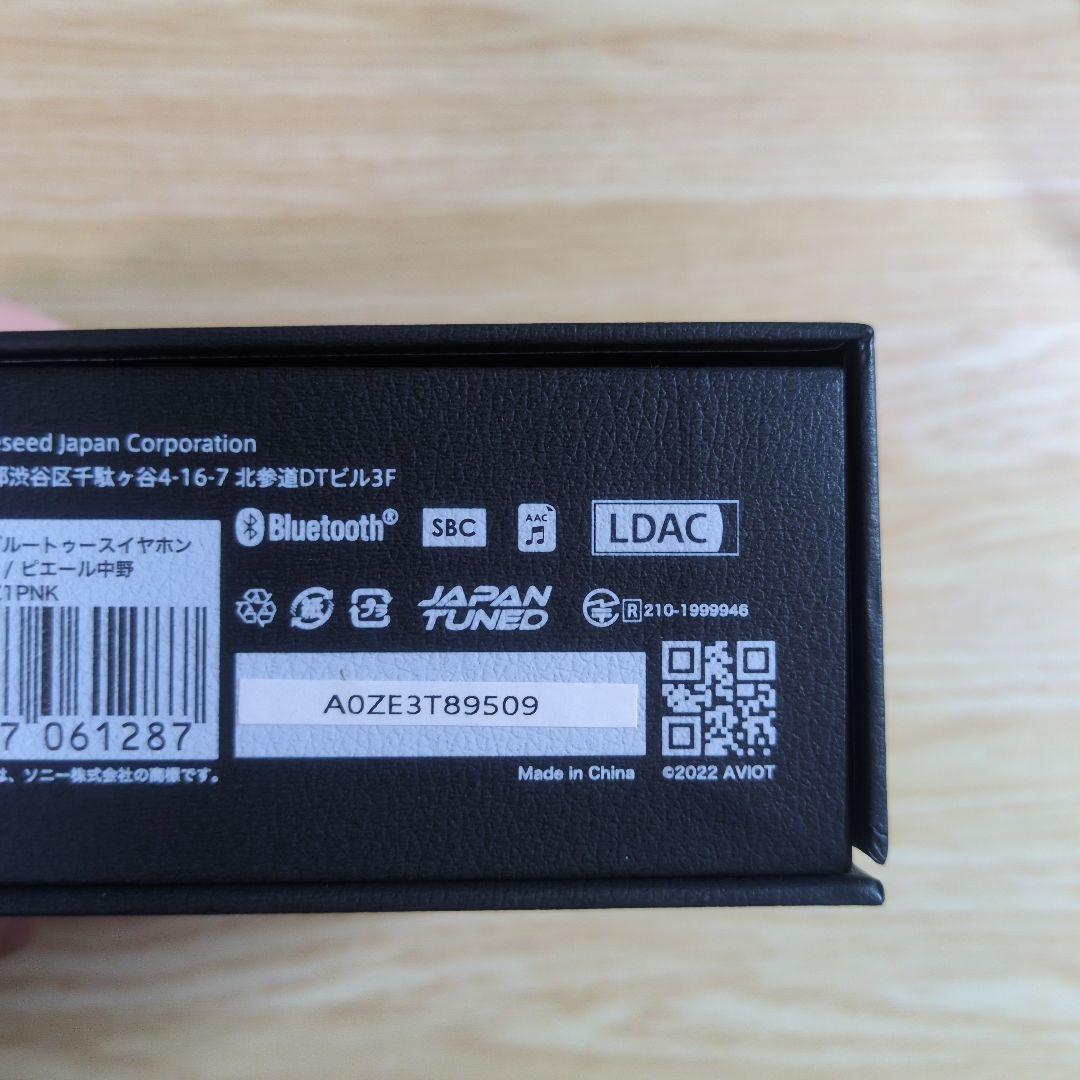 seed Japan Corporation
渋谷区千駄ヶ谷4-16-7 北参道DTビル3F
Bluetooth®
SBC
AAC
LDAC
ルートゥースイヤホン
/ ピエール中野
1PNK
紙
プラ
JAPAN
TUNED
R 210-1999946
A0ZE3T89509
7 061287
は、ソニー株式会社の商標です。
Made in China
©2022 AVIOT